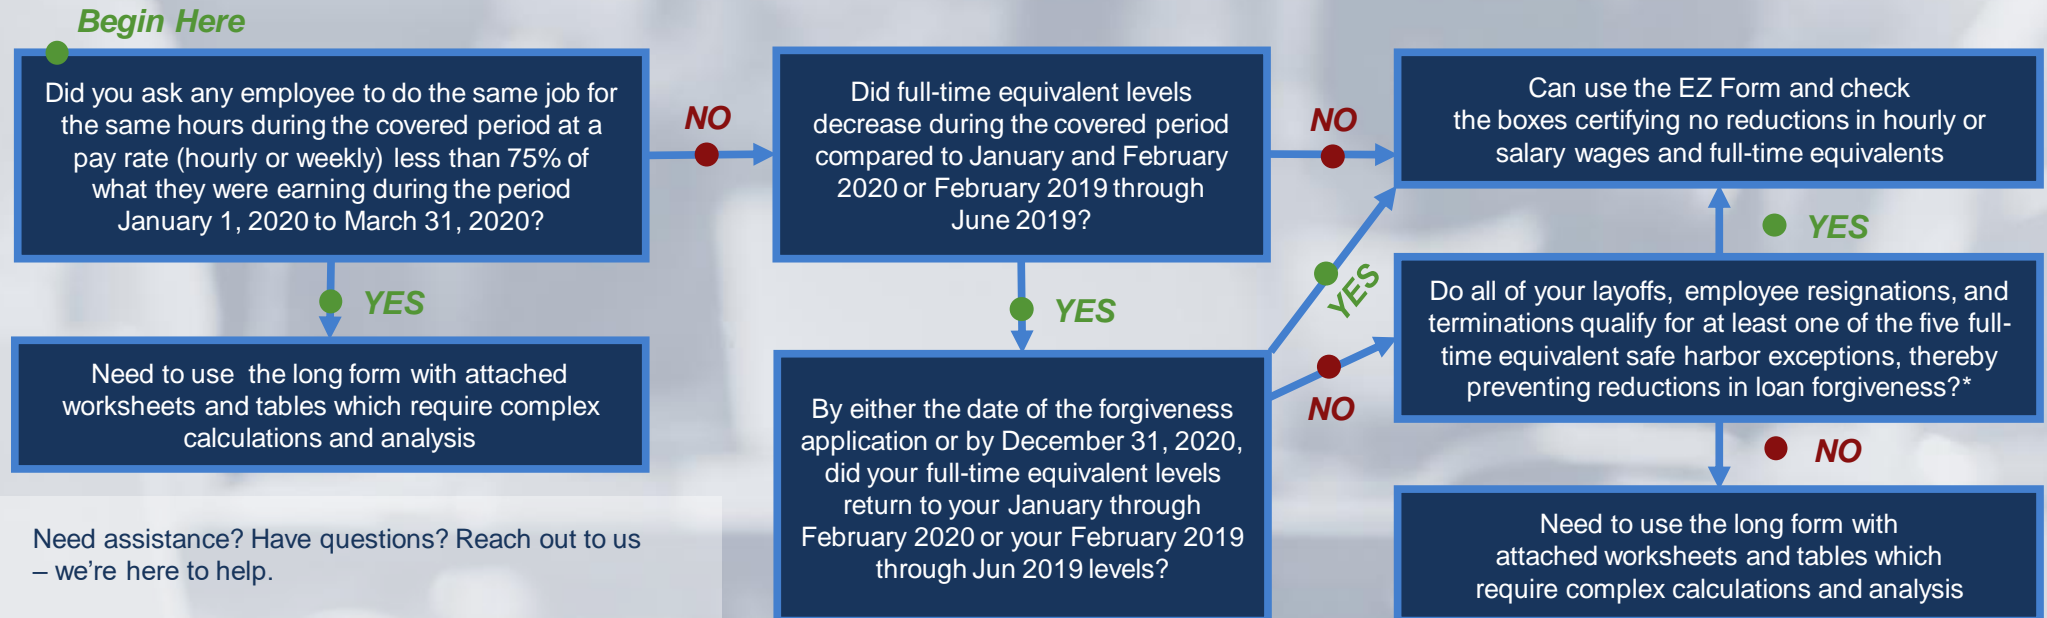 Begin Here
Did you ask any employee to do the same job for
the same hours during the covered period at a
pay rate (hourly or weekly) less than 75% of
what they were earning during the period
January 1, 2020 to March 31, 2020?
NO
YES
Need to use the long form with attached
worksheets and tables which require complex
calculations and analysis
Did full-time equivalent levels
decrease during the covered period
compared to January and February
2020 or February 2019 through
June 2019?
NO
YES
By either the date of the forgiveness
application or by December 31, 2020,
did your full-time equivalent levels
return to your January through
February 2020 or your February 2019
through Jun 2019 levels?
YES
NO
Can use the EZ Form and check
the boxes certifying no reductions in hourly or
salary wages and full-time equivalents
YES
Do all of your layoffs, employee resignations, and
terminations qualify for at least one of the five full-
time equivalent safe harbor exceptions, thereby
preventing reductions in loan forgiveness?*
NO
Need to use the long form with
attached worksheets and tables which
require complex calculations and analysis
Need assistance? Have questions? Reach out to us
– we’re here to help.